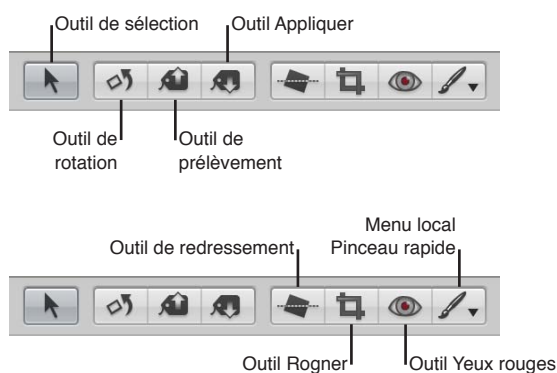 Outil de sélection
Outil Appliquer
Outil de
rotation
Outil de
prélèvement
Menu local
Pinceau rapide
Outil de redressement
Outil Rogner
Outil Yeux rouges